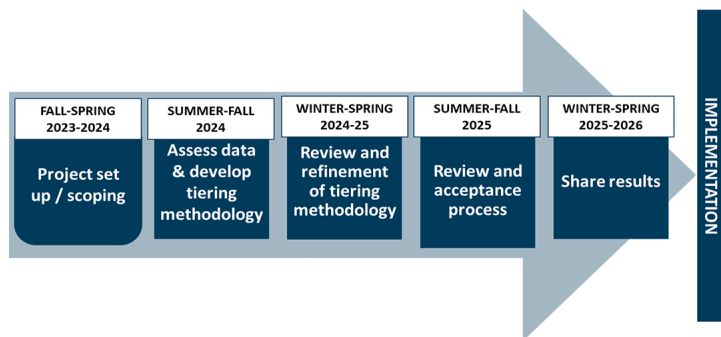 FALL-SPRING
2023-2024
Project set
up / scoping
SUMMER-FALL
2024
Assess data
& develop
tiering
methodology
WINTER-SPRING
2024-25
Review and
refinement
of tiering
methodology
SUMMER-FALL
2025
Review and
acceptance
process
WINTER-SPRING
2025-2026
Share results
IMPLEMENTATION